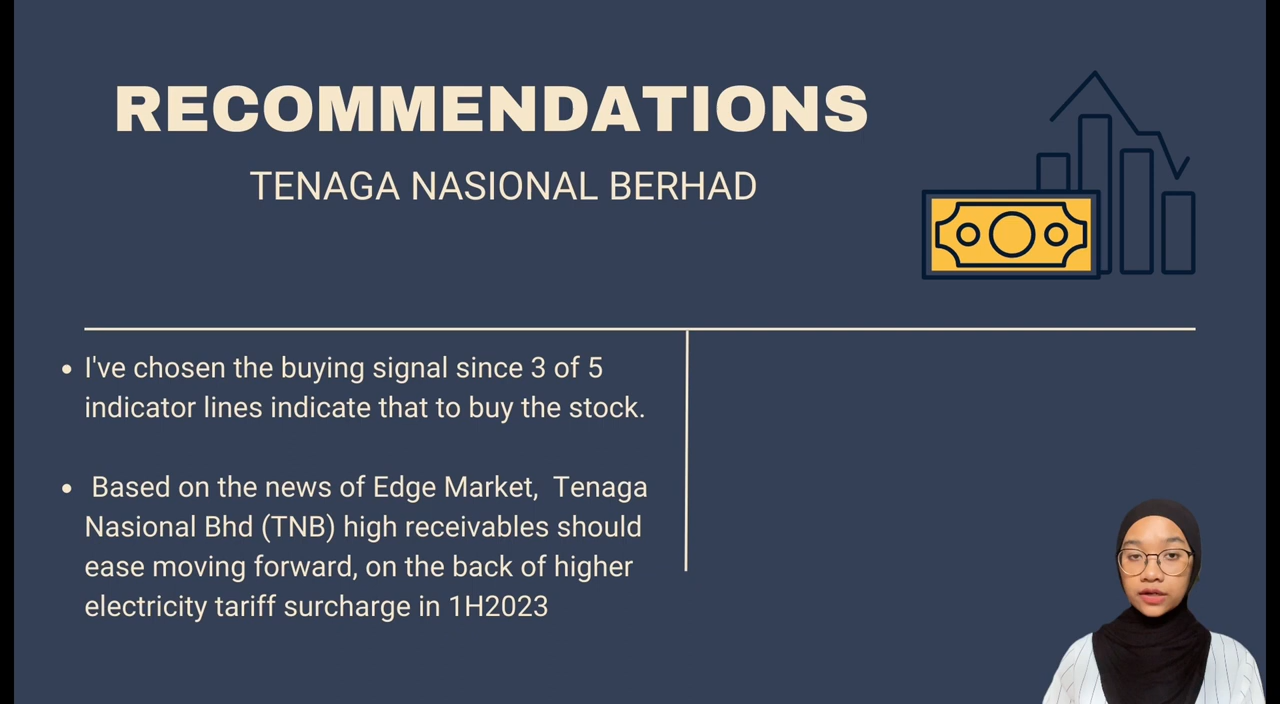 RECOMMENDATIONS
TENAGA NASIONAL BERHAD
• I've chosen the buying signal since 3 of 5
indicator lines indicate that to buy the stock.
• Based on the news of Edge Market, Tenaga
Nasional Bhd (TNB) high receivables should
ease moving forward, on the back of higher
electricity tariff surcharge in 1H2023